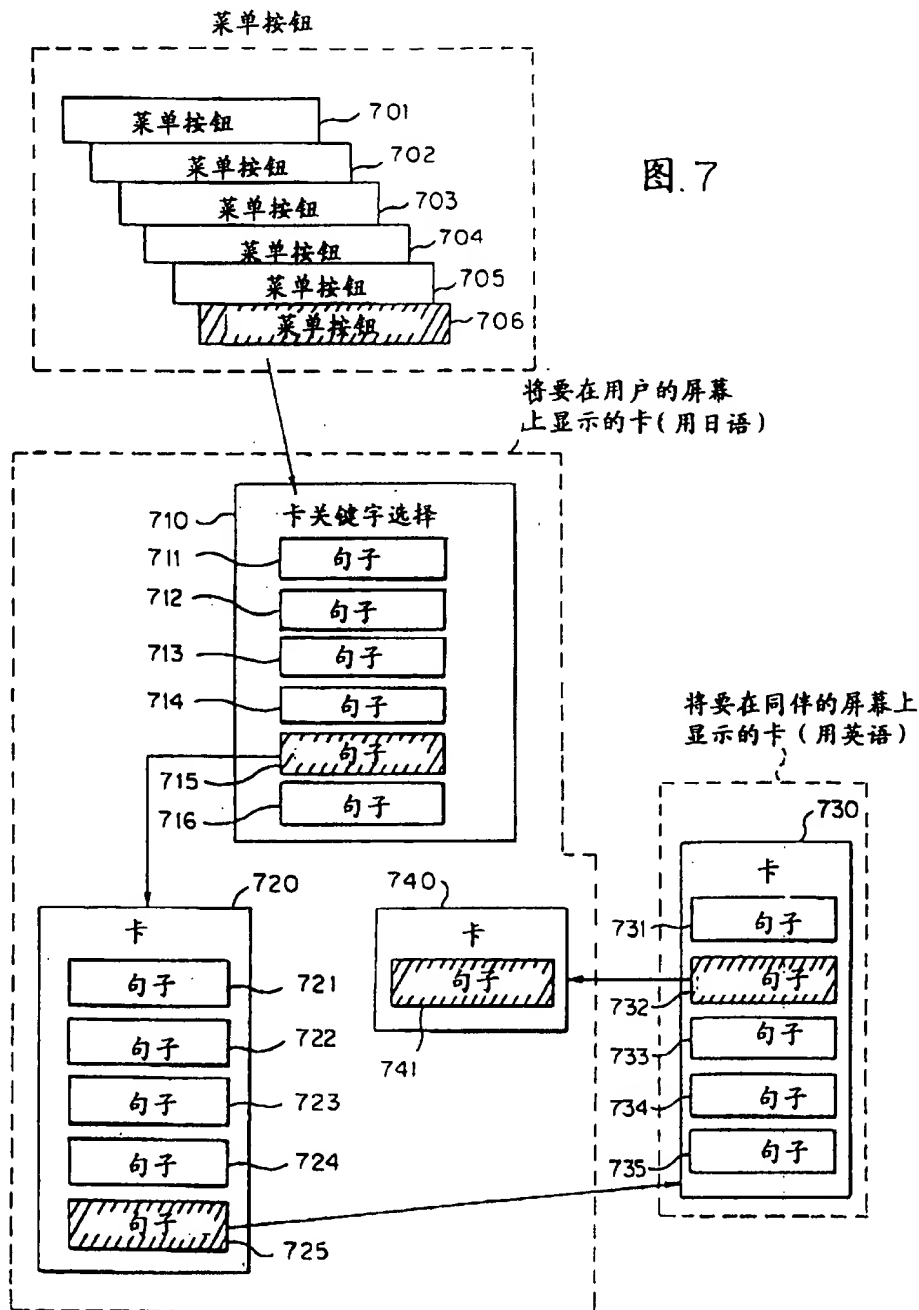 菜单按钮
菜单按钮 701
菜单按钮 702
菜单按钮 703
菜单按钮 704
菜单按钮 705
菜单按钮 706
图.7
将要在用户的屏幕
上显示的卡(用日语)
710 卡关键字选择
711 句子
712 句子
713 句子
714 句子
715 句子
716 句子
720
卡
句子 721
句子 722
句子 723
句子 724
句子 725
740
卡
句子
741
将要在同伴的屏幕上
显示的卡(用英语)
730
卡
731 句子
732 句子
733 句子
734 句子
735 句子